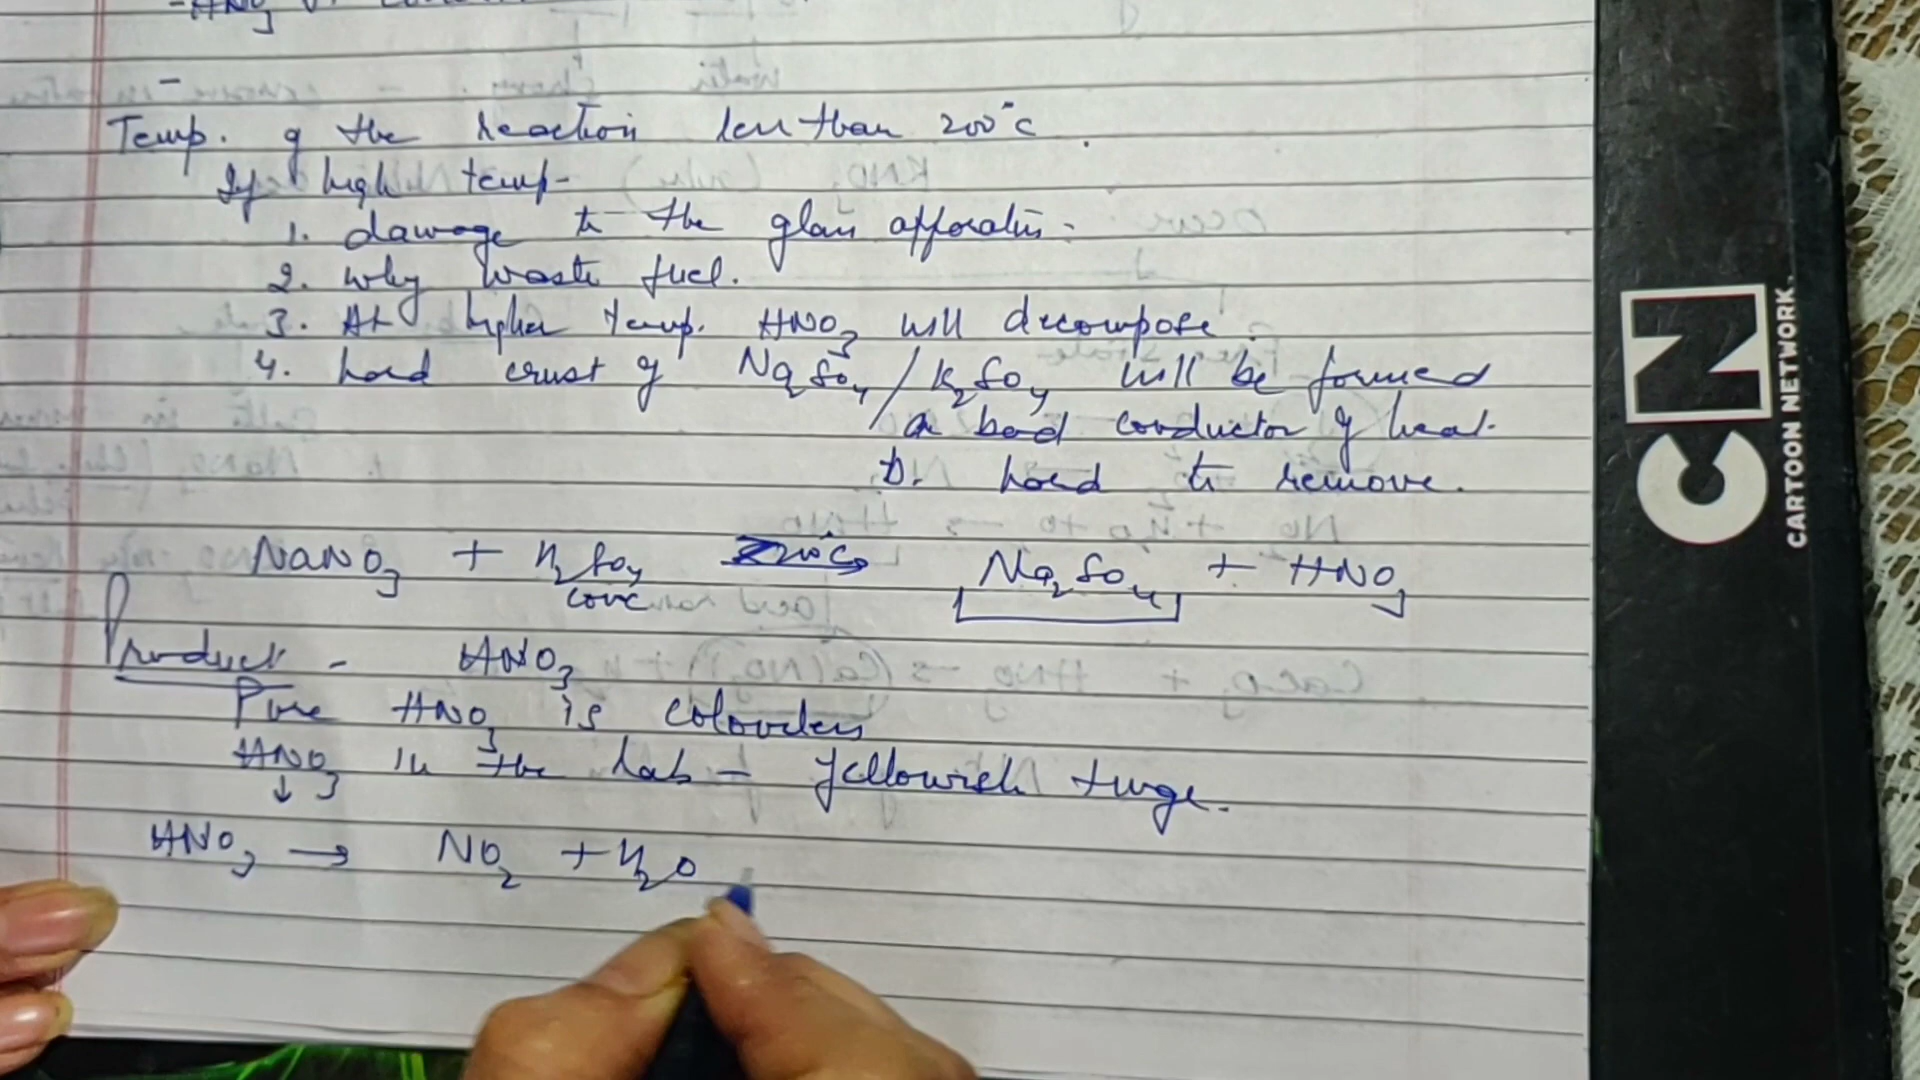 HNO3
Temp. of the reaction less than 200°c.
If high temp-
1. damage to the glass apparatus.
2. why waste fuel.
3. At higher temp. HNO3 will decompose.
4. hard crust of Na2SO4/K2SO4 will be formed
a bad conductor of heat.
b. hard to remove.
NaNO3 + H2SO4 >200°c → Na2SO4 + HNO3
conc
Product - HNO3
Pure HNO3 is colourless
HNO3 in the lab - yellowish tinge.
↓
HNO3 → NO2 + H2O
CN
CARTOON NETWORK.